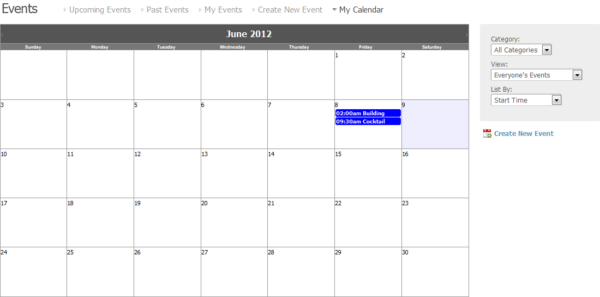 Events
Upcoming Events Past Events My Events Create New Event My Calendar
June 2012
Sunday Monday Tuesday Wednesday Thursday Friday Saturday
1 2
3 4 5 6 7 8 9
02:00am Building
09:30am Cocktail
10 11 12 13 14 15 16
17 18 19 20 21 22 23
24 25 26 27 28 29 30
Category:
All Categories
View:
Everyone's Events
List By:
Start Time
Create New Event